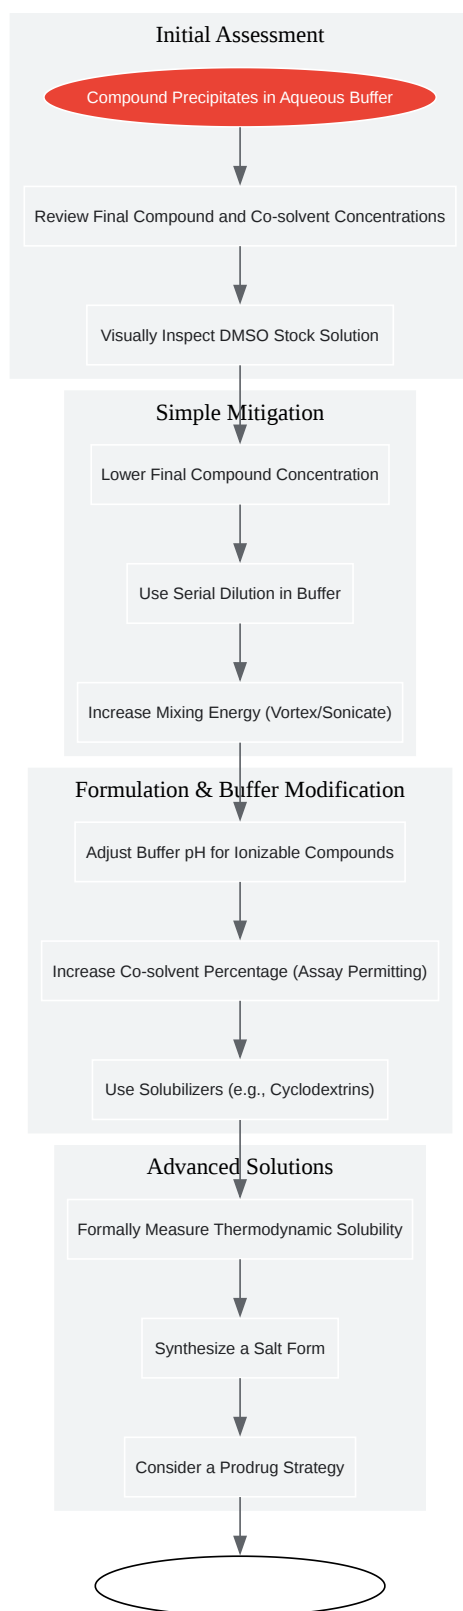 Initial Assessment
Compound Precipitates in Aqueous Buffer
Review Final Compound and Co-solvent Concentrations
Visually Inspect DMSO Stock Solution
Simple Mitigation
Lower Final Compound Concentration
Use Serial Dilution in Buffer
Increase Mixing Energy (Vortex/Sonicate)
Formulation & Buffer Modification
Adjust Buffer pH for Ionizable Compounds
Increase Co-solvent Percentage (Assay Permitting)
Use Solubilizers (e.g., Cyclodextrins)
Advanced Solutions
Formally Measure Thermodynamic Solubility
Synthesize a Salt Form
Consider a Prodrug Strategy